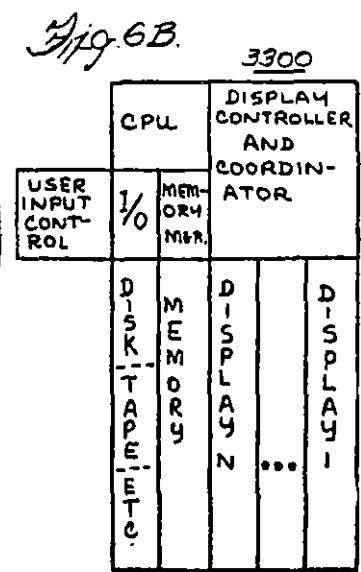 Fig. 6B.
3300
CPU
DISPLAY
CONTROLLER
AND
COORDIN-
ATOR
USER
INPUT
CONT-
ROL
I/O
MEM-
ORY
MGR.
DISK---TAPE---ETC.
MEMORY
DISPLAY N
...
DISPLAY 1